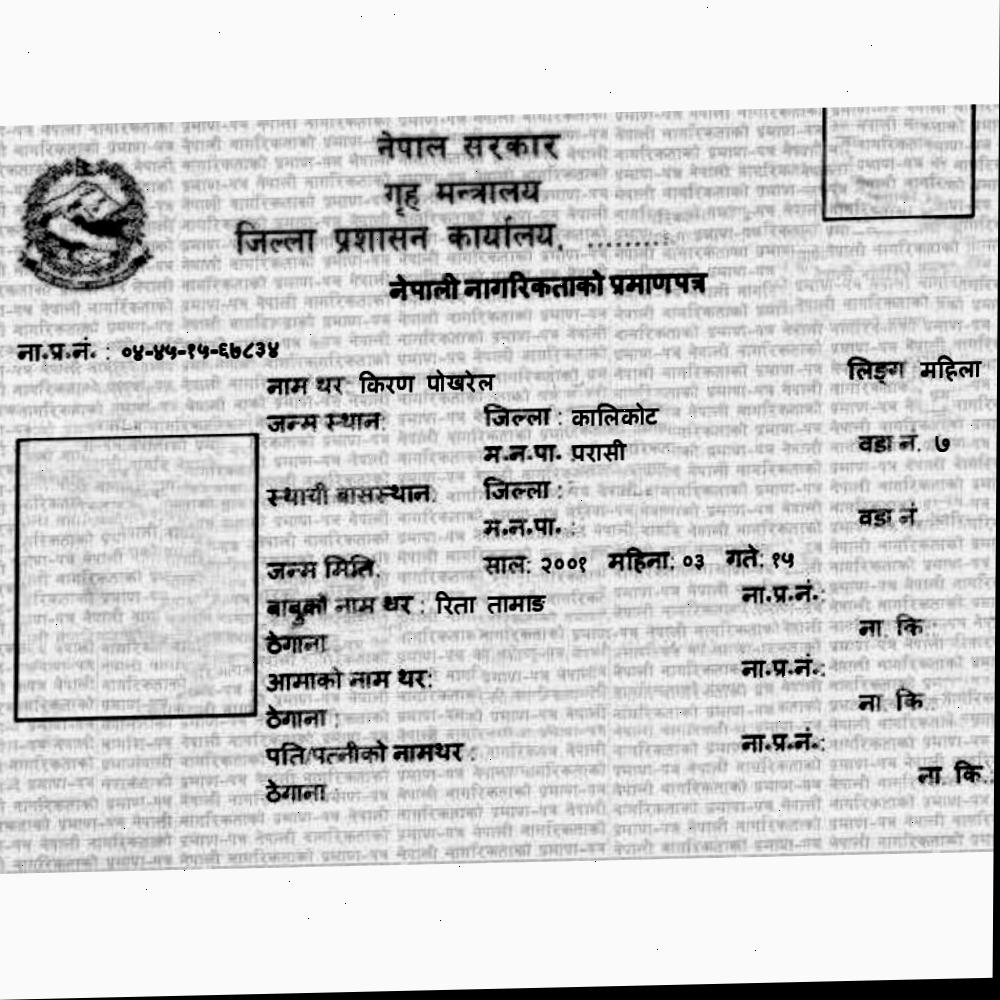 नेपाल सरकार
गृह मन्त्रालय
जिल्ला प्रशासन कार्यालय, .........
नेपाली नागरिकताको प्रमाणपत्र
ना.प्र.नं. : ०४-४५-१५-६७८३४
नाम थर: किरण पोखरेल लिङ्ग महिला
जन्म स्थान: जिल्ला : कालिकोट
म.न.पा. परासी वडा नं. ७
स्थायी बासस्थान: जिल्ला :
म.न.पा. : वडा नं
जन्म मिति: साल: २००१ महिना: ०३ गते: १५
बाबुको नाम थर : रिता तामाङ ना.प्र.नं.:
ठेगाना ना. कि.:
आमाको नाम थर: ना.प्र.नं.:
ठेगाना : ना. कि
पति/पत्नीको नामथर : ना.प्र.नं.:
ठेगाना : ना. कि.: